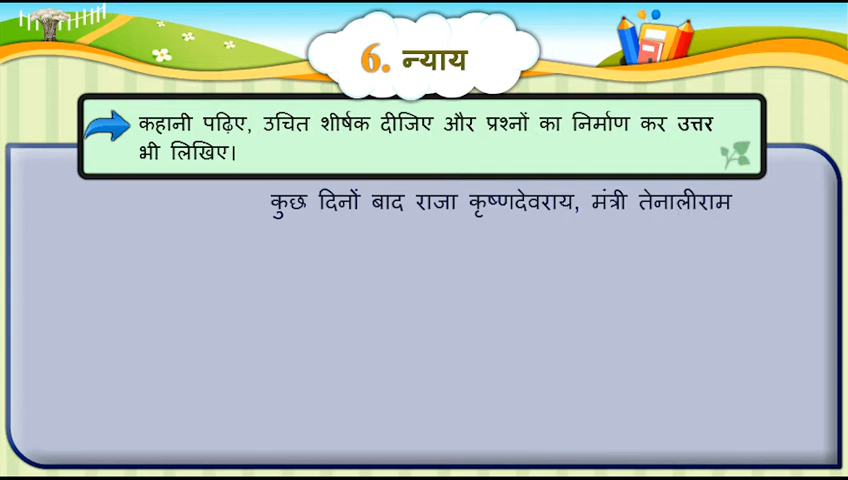 6. न्याय
कहानी पढ़िए, उचित शीर्षक दीजिए और प्रश्नों का निर्माण कर उत्तर
भी लिखिए।
कुछ दिनों बाद राजा कृष्णदेवराय, मंत्री तेनालीराम